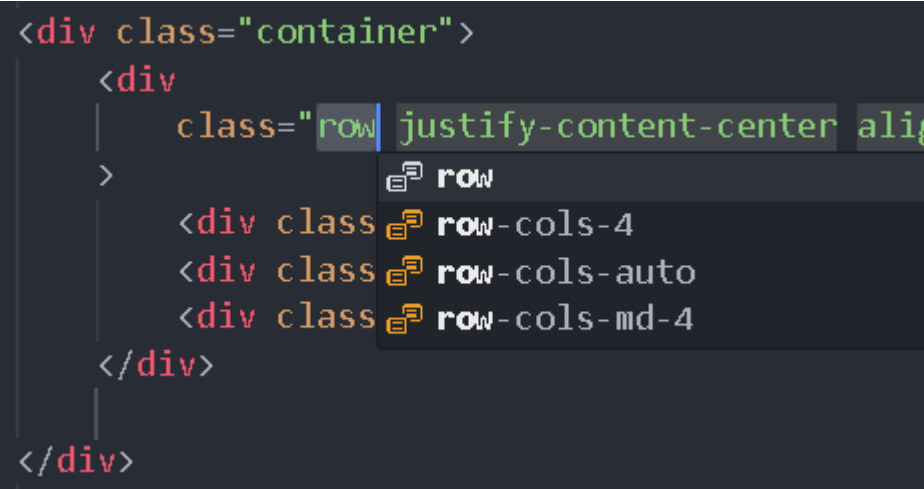 <div class="container">
<div
class="row justify-content-center
>
row
<div class
row-cols-4
<div class
row-cols-auto
<div class
row-cols-md-4
</div>
</div>